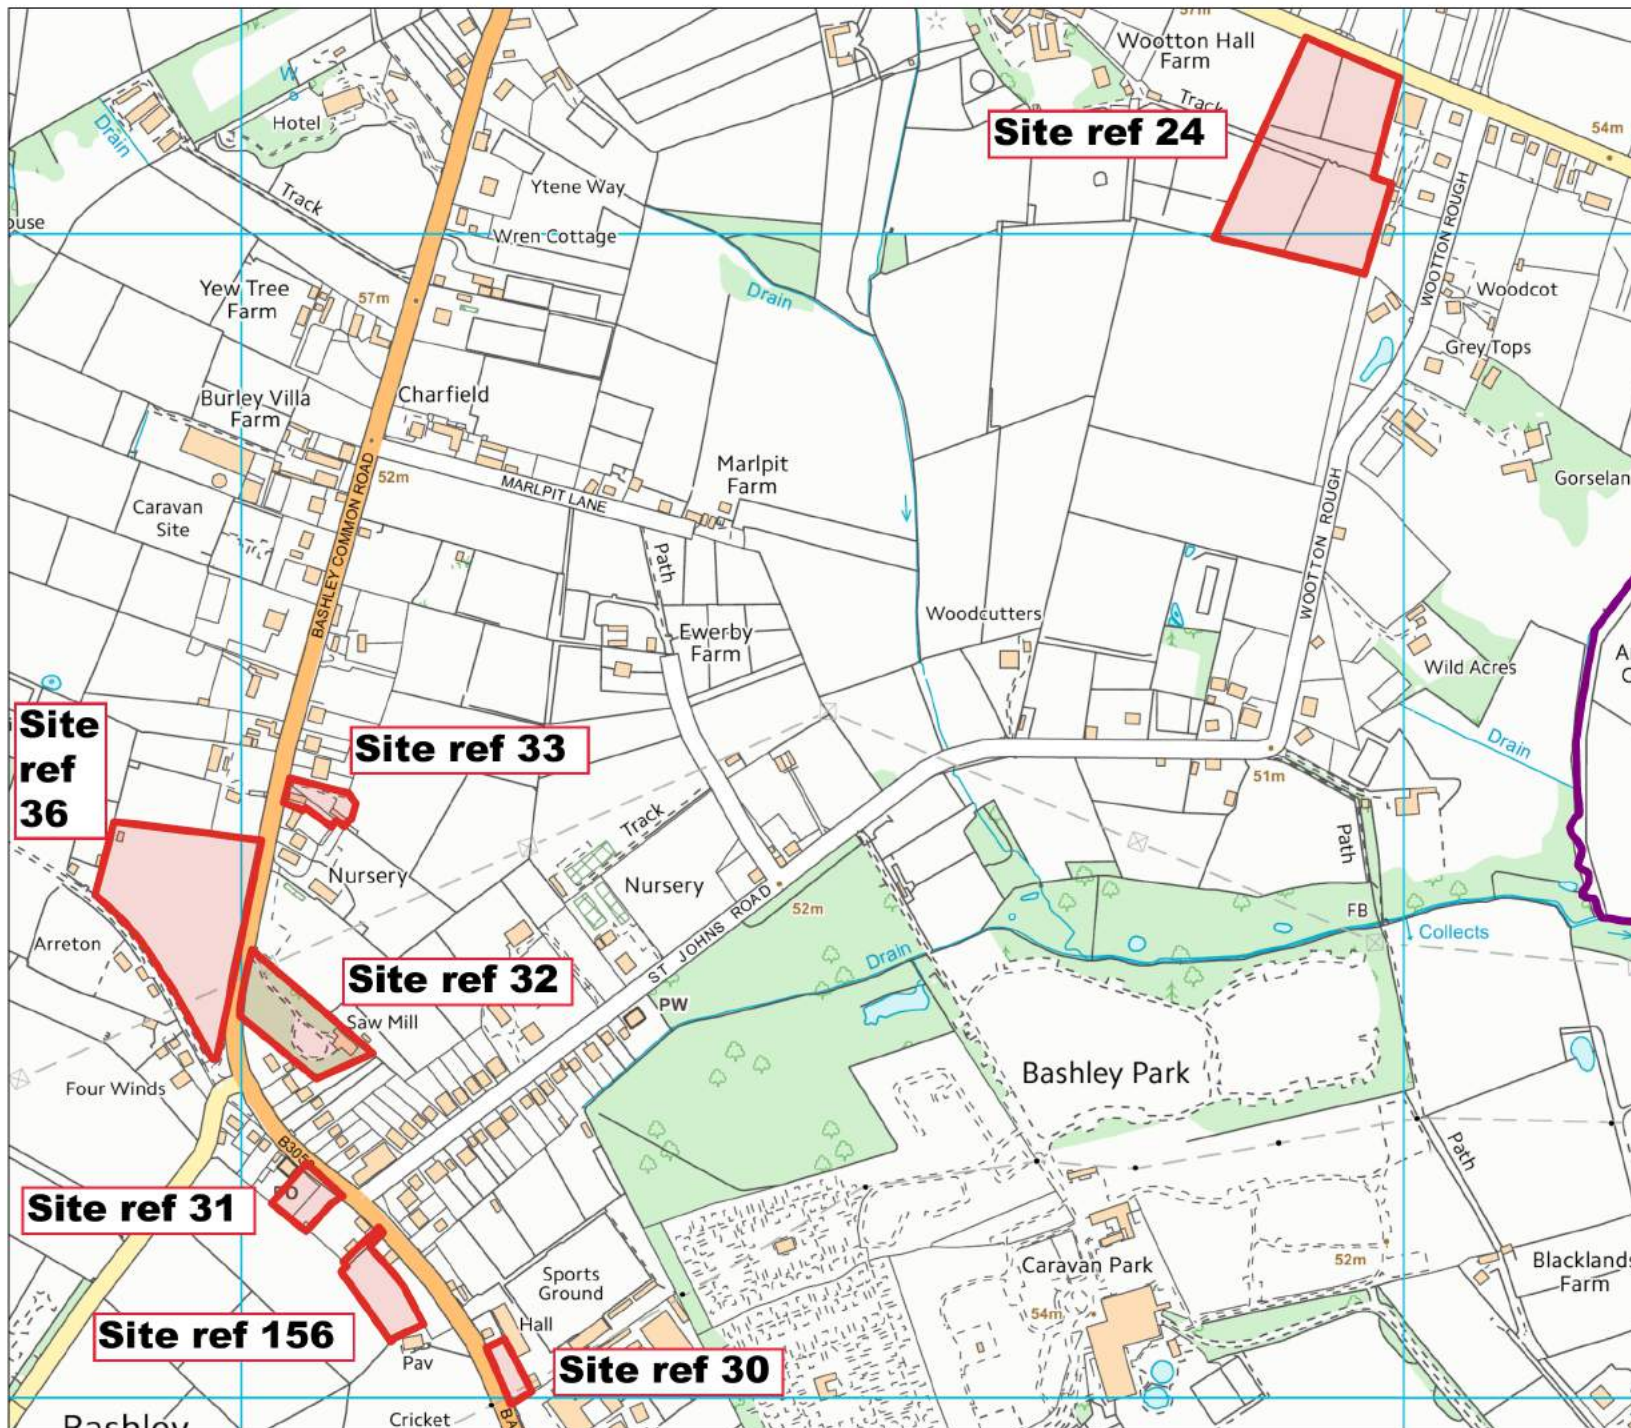 57m
Wootton Hall
Farm
Track
Site ref 24
54m
W
Hotel
Drain
Track
Ytene Way
Wren Cottage
WOOTTON ROUGH
Woodcot
Yew Tree
Farm
57m
Drain
Grey Tops
Burley Villa
Farm
Charfield
52m
MARLPIT LANE
Marlpit
Farm
Caravan
Site
BASHLEY COMMON ROAD
Path
WOOTTON ROUGH
Woodcutters
Ewerby
Farm
Wild Acres
Drain
Site
ref
36
Site ref 33
51m
Track
Nursery
Nursery
ST JOHNS ROAD
52m
Path
FB
Collects
Arreton
Drain
Site ref 32
Saw Mill
PW
Four Winds
Bashley Park
B305
Path
Site ref 31
Sports
Ground
Caravan Park
52m
Blacklands
Farm
54m
Site ref 156
Hall
Pav
Site ref 30
Cricket
BA
Bashley